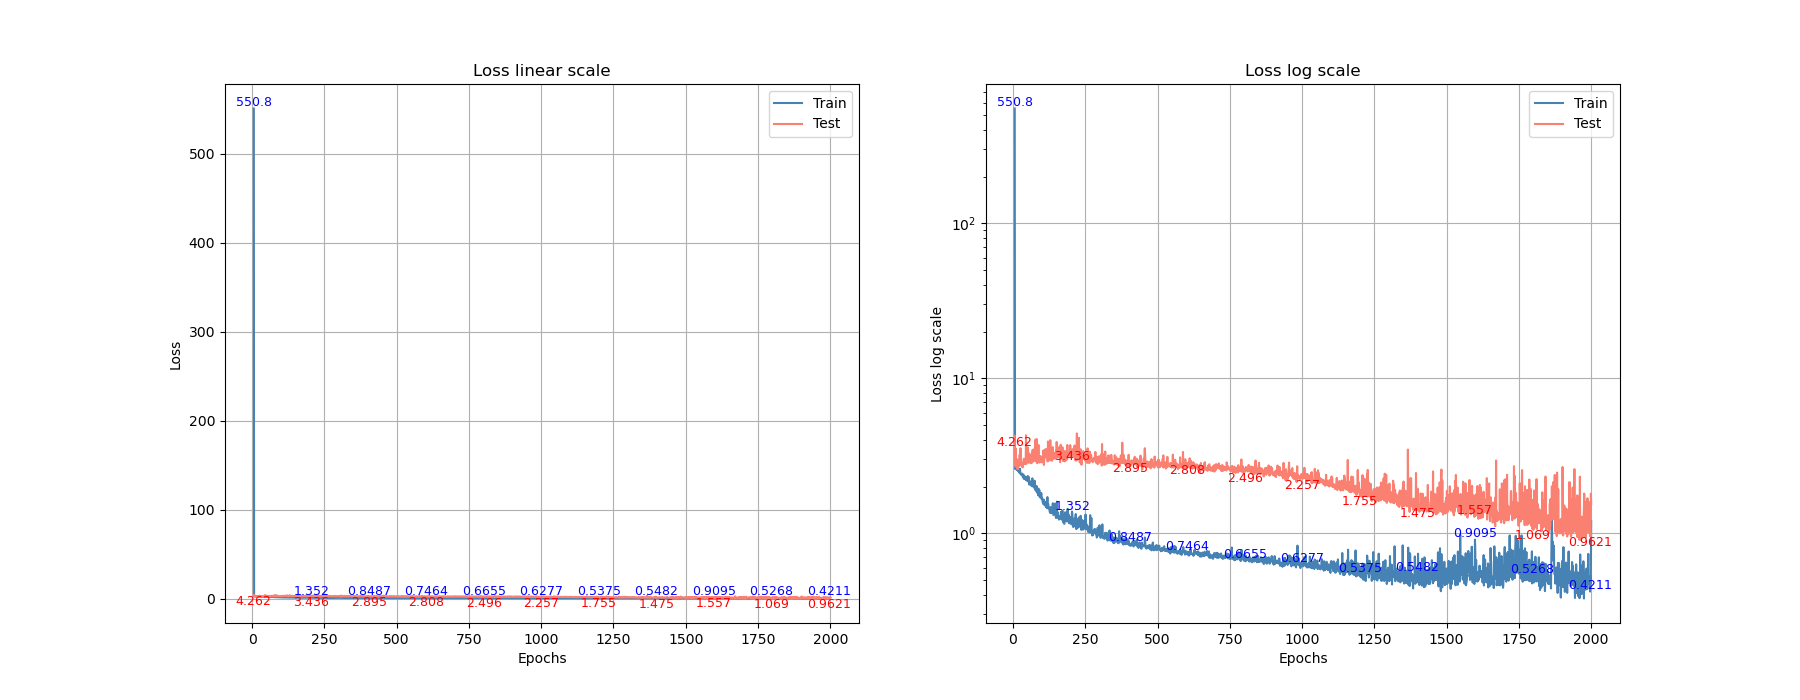 Loss linear scale
550.8
Train
Test
500
400
300
200
100
0
Loss
1.352 0.8487 0.7464 0.6655 0.6277 0.5375 0.5482 0.9095 0.5268 0.4211
4.262 3.436 2.895 2.808 2.496 2.257 1.755 1.475 1.557 1.069 0.9621
0 250 500 750 1000 1250 1500 1750 2000
Epochs
Loss log scale
550.8
Train
Test
10²
10¹
10⁰
Loss log scale
4.262 3.436 2.895 2.808 2.496 2.257 1.755 1.475 1.557 1.069 0.9621
1.352 0.8487 0.7464 0.6655 0.6277 0.5375 0.5482 0.9095 0.5268 0.4211
0 250 500 750 1000 1250 1500 1750 2000
Epochs